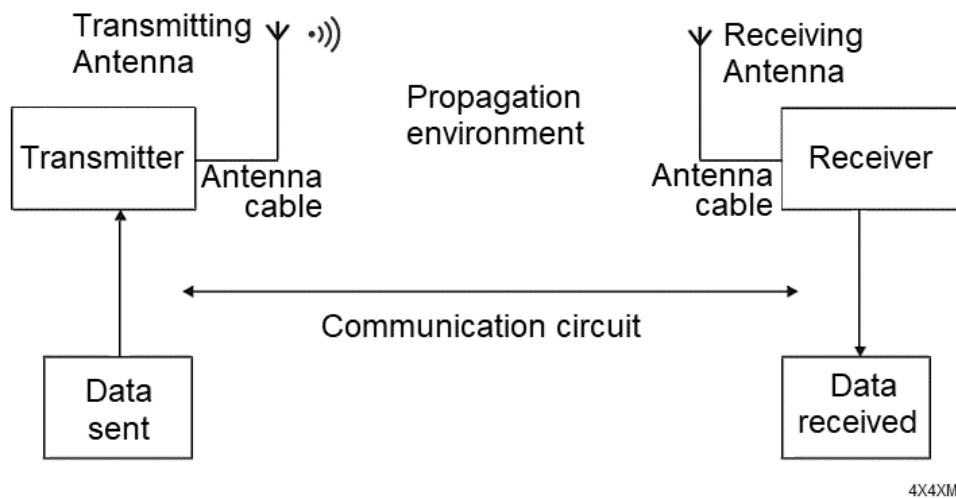 Transmitting
Antenna
Receiving
Antenna
Propagation
environment
Transmitter
Antenna
cable
Antenna
cable
Receiver
Communication circuit
Data
sent
Data
received
4X4XM